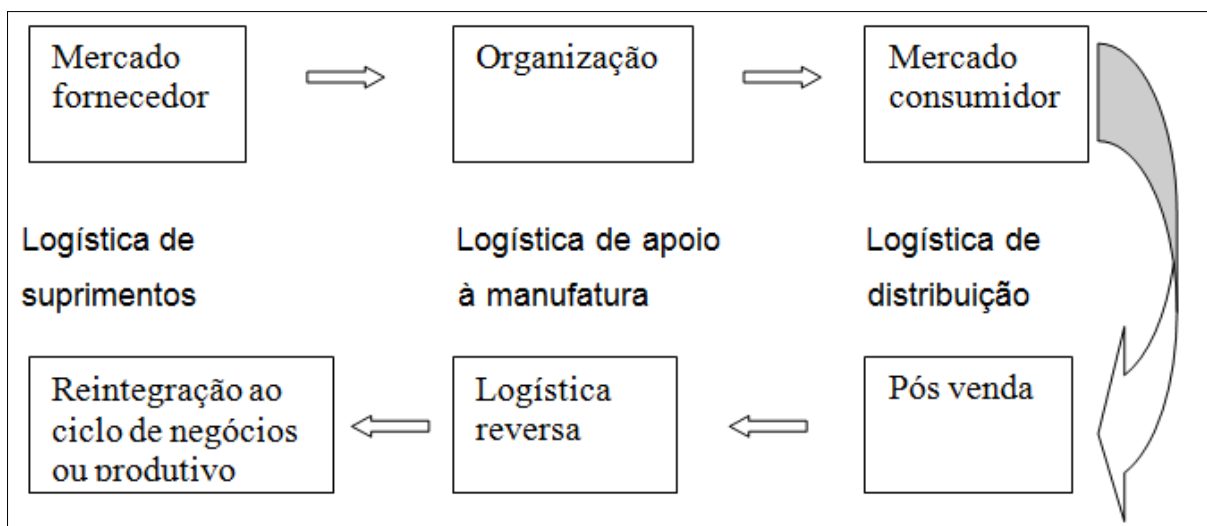 Mercado
fornecedor
Organização
Mercado
consumidor
Logística de
suprimentos
Logística de apoio
à manufatura
Logística de
distribuição
Reintegração ao
ciclo de negócios
ou produtivo
Logística
reversa
Pós venda